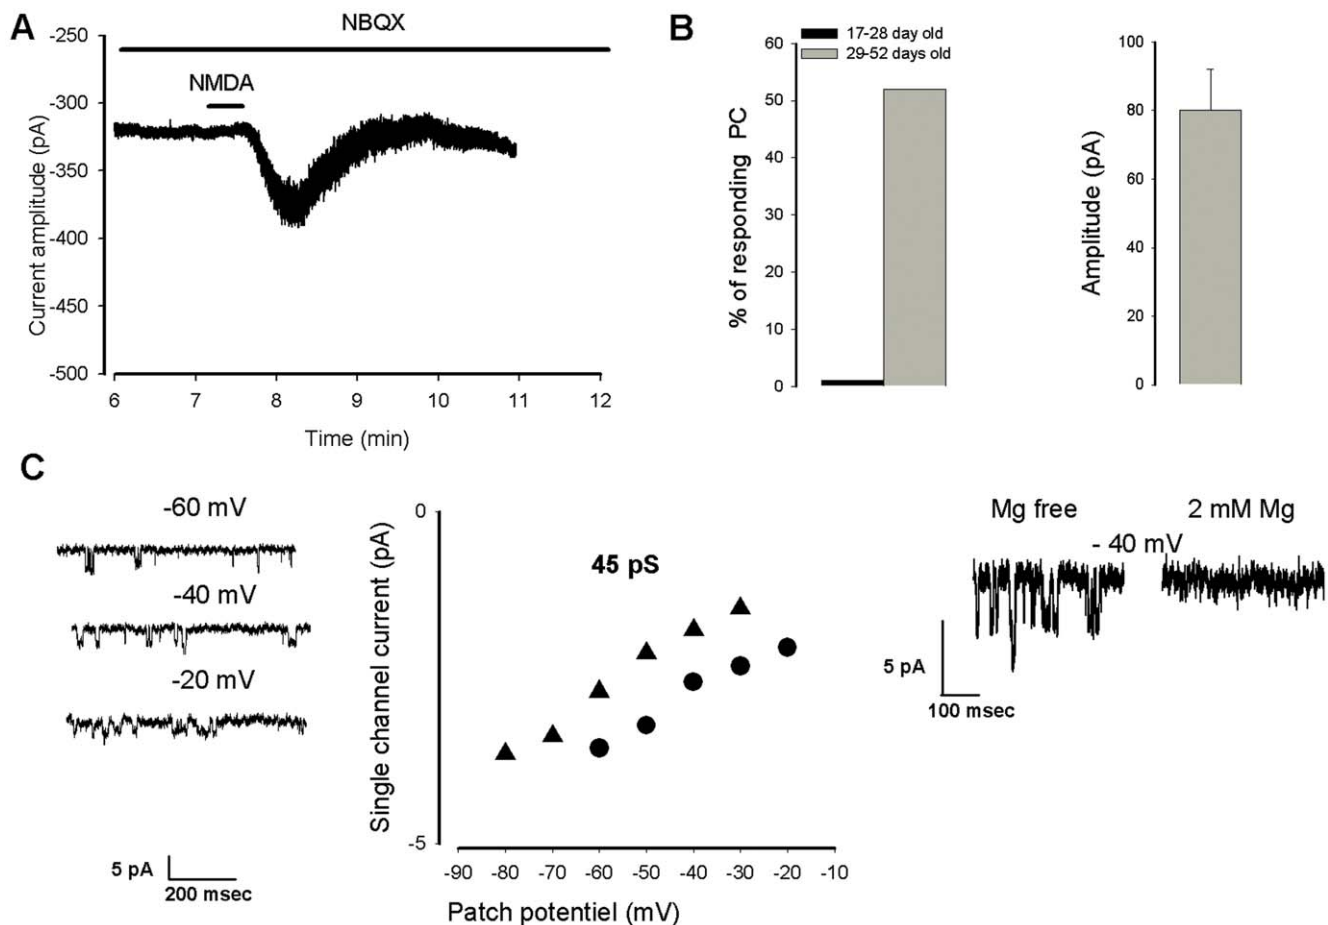 A
NBQX
NMDA
-250
-300
-350
-400
-450
-500
Current amplitude (pA)
6 7 8 9 10 11 12
Time (min)
B
17-28 day old
29-52 days old
60
50
40
30
20
10
0
% of responding PC
100
80
60
40
20
0
Amplitude (pA)
C
-60 mV
-40 mV
-20 mV
5 pA
200 msec
0
-5
Single channel current (pA)
45 pS
-90 -80 -70 -60 -50 -40 -30 -20 -10
Patch potentiel (mV)
Mg free
2 mM Mg
- 40 mV
5 pA
100 msec